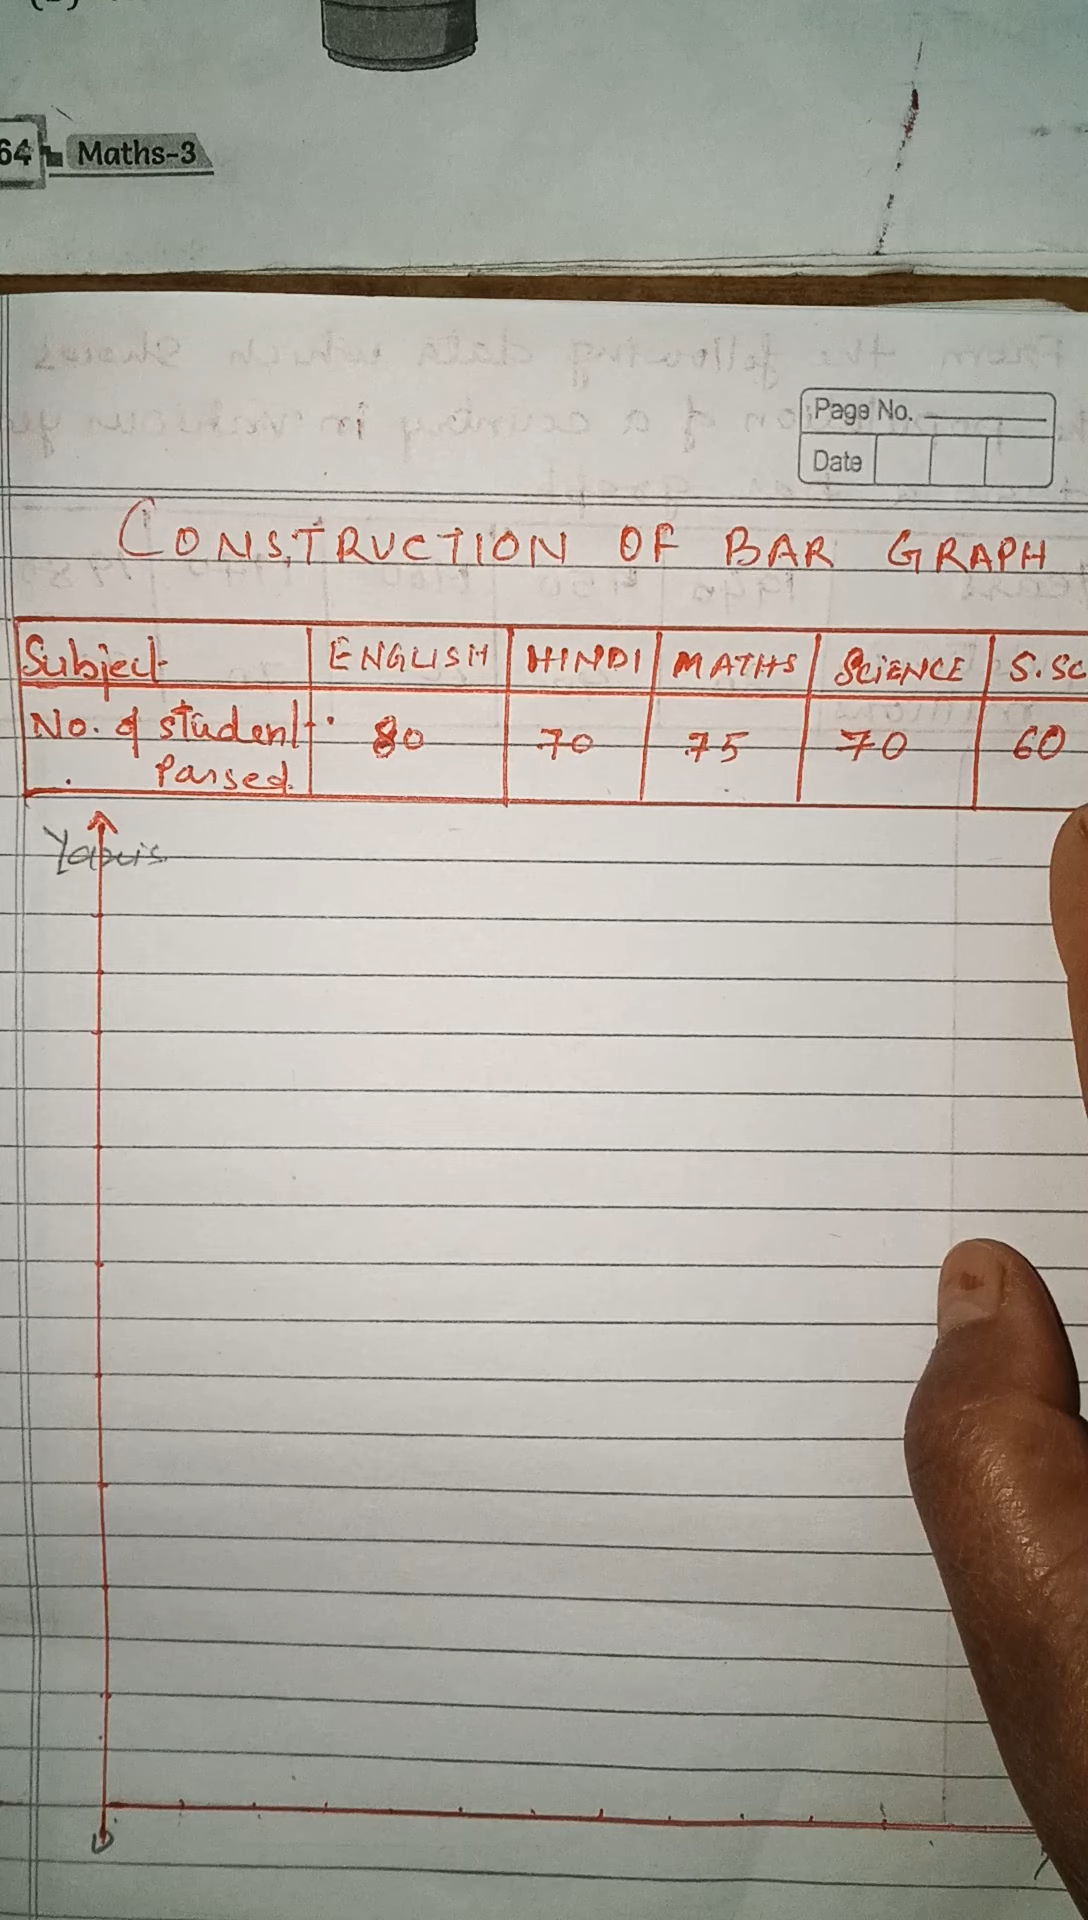 64 Maths-3
Page No.
Date
CONSTRUCTION OF BAR GRAPH
Subject ENGLISH HINDI MATHS SCIENCE S.SC
No. of student 80 70 75 70 60
Passed.
Y axis